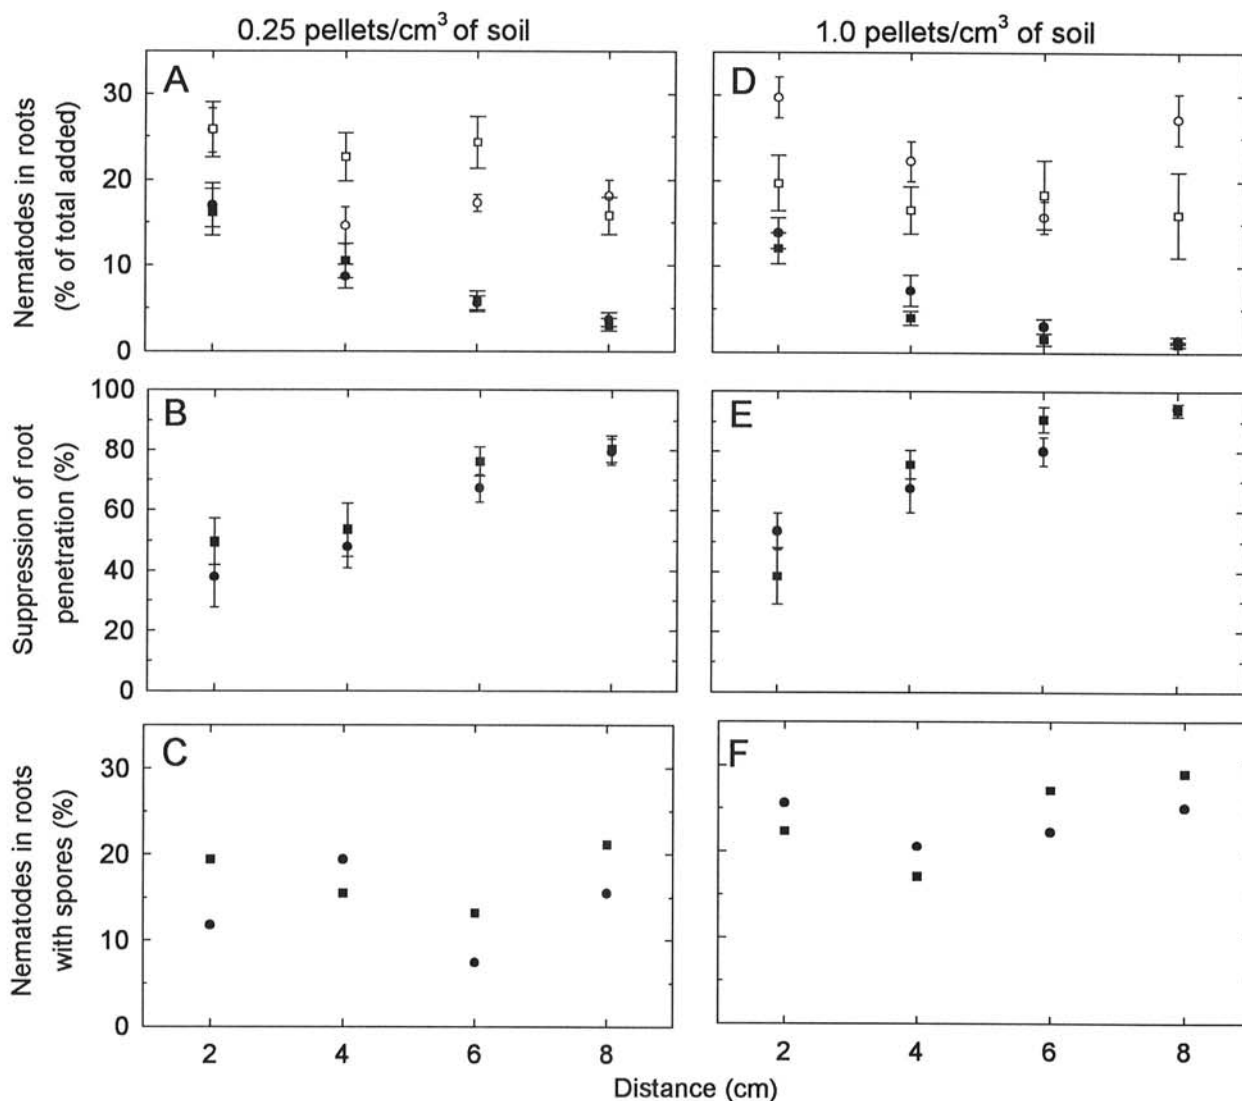 0.25 pellets/cm³ of soil
1.0 pellets/cm³ of soil
Nematodes in roots
(% of total added)
30
20
10
0
A
D
Suppression of root
penetration (%)
100
80
60
40
20
0
B
E
Nematodes in roots
with spores (%)
30
20
10
0
C
F
2
4
6
8
2
4
6
8
Distance (cm)